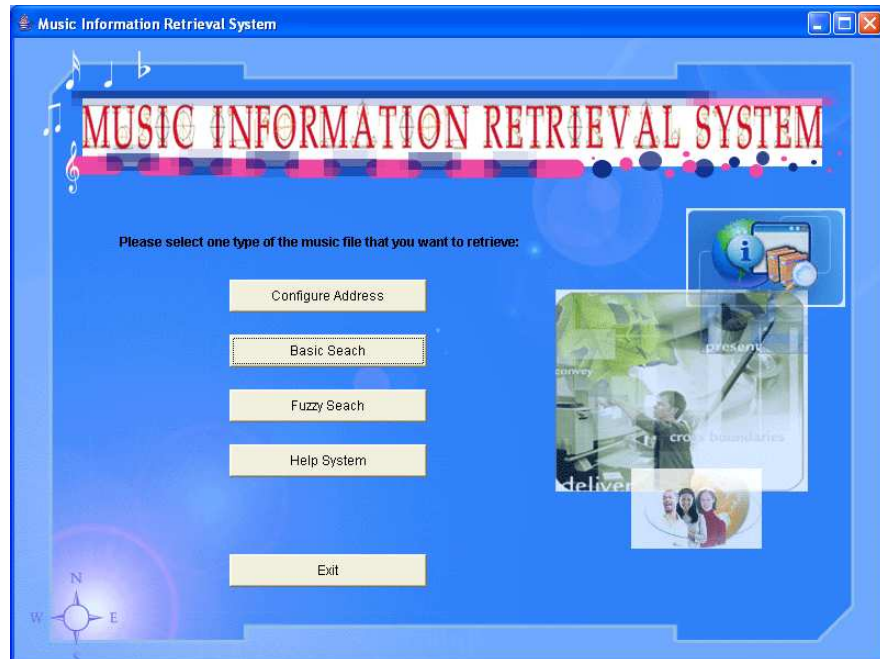 Music Information Retrieval System
MUSIC INFORMATION RETRIEVAL SYSTEM
Please select one type of the music file that you want to retrieve:
Configure Address
Basic Seach
Fuzzy Seach
Help System
Exit
present
convey
cross boundaries
deliver
N
W E
S